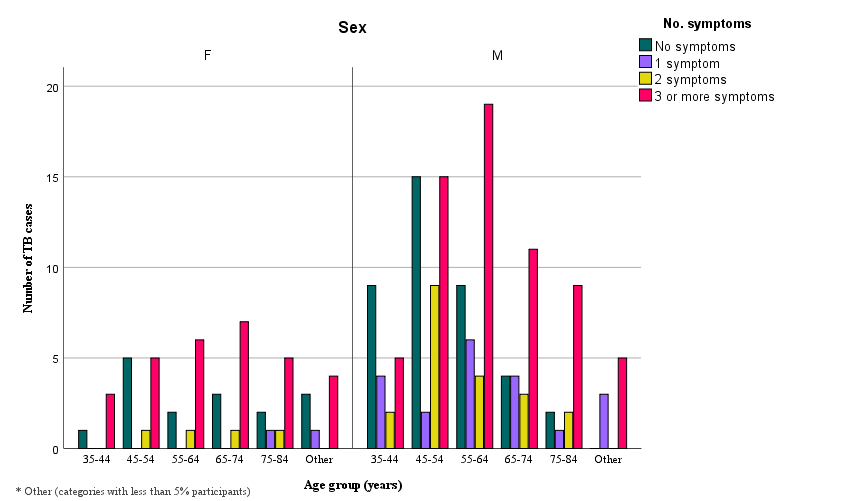 Sex
No. symptoms
F
M
No symptoms
1 symptom
2 symptoms
3 or more symptoms
Number of TB cases
20
15
10
5
0
35-44 45-54 55-64 65-74 75-84 Other
35-44 45-54 55-64 65-74 75-84 Other
Age group (years)
* Other (categories with less than 5% participants)